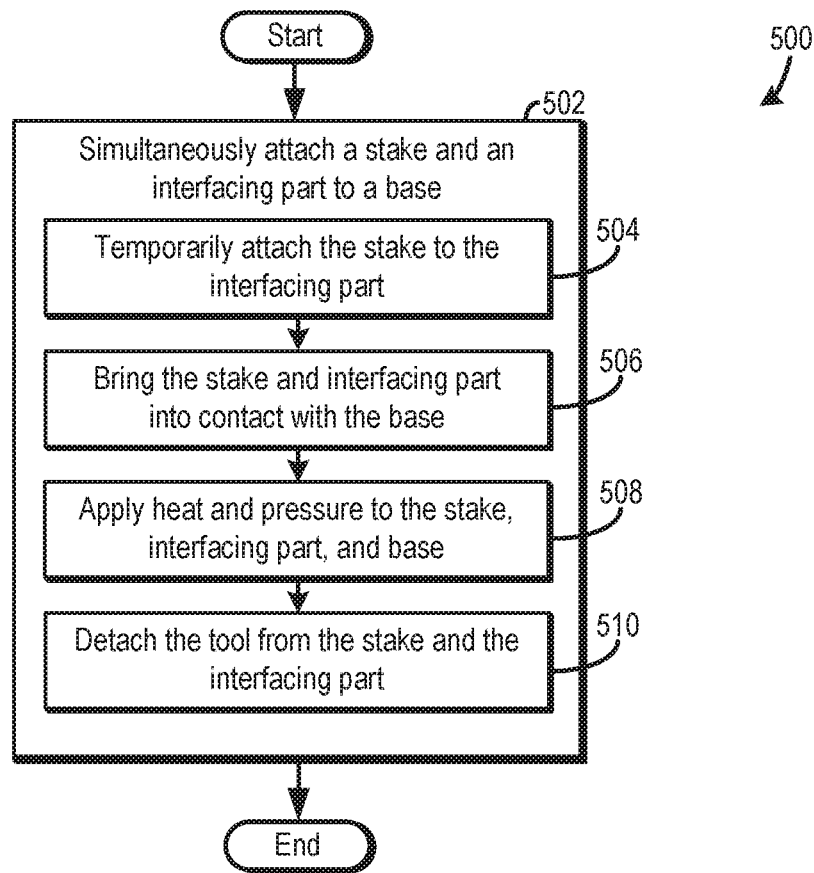 Start
500
502
Simultaneously attach a stake and an
interfacing part to a base
Temporarily attach the stake to the
interfacing part
504
Bring the stake and interfacing part
into contact with the base
506
Apply heat and pressure to the stake,
interfacing part, and base
508
Detach the tool from the stake and the
interfacing part
510
End